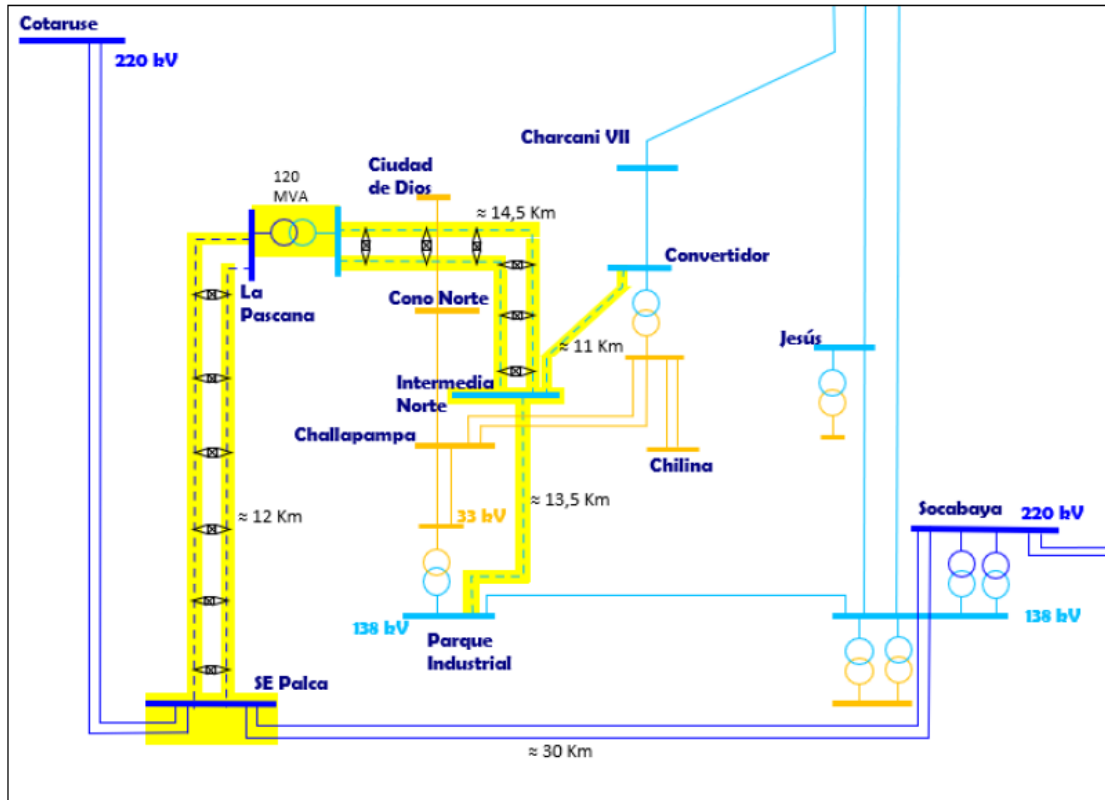 Cotaruse
220 kV
Charcani VII
Ciudad
de Dios
120
MVA
≈ 14,5 Km
Convertidor
La
Pascana
Cono Norte
Jesús
≈ 11 Km
Intermedia
Norte
Challapampa
Chilina
≈ 13,5 Km
33 kV
≈ 12 Km
Socabaya
220 kV
138 kV
138 kV
Parque
Industrial
SE Palca
≈ 30 Km